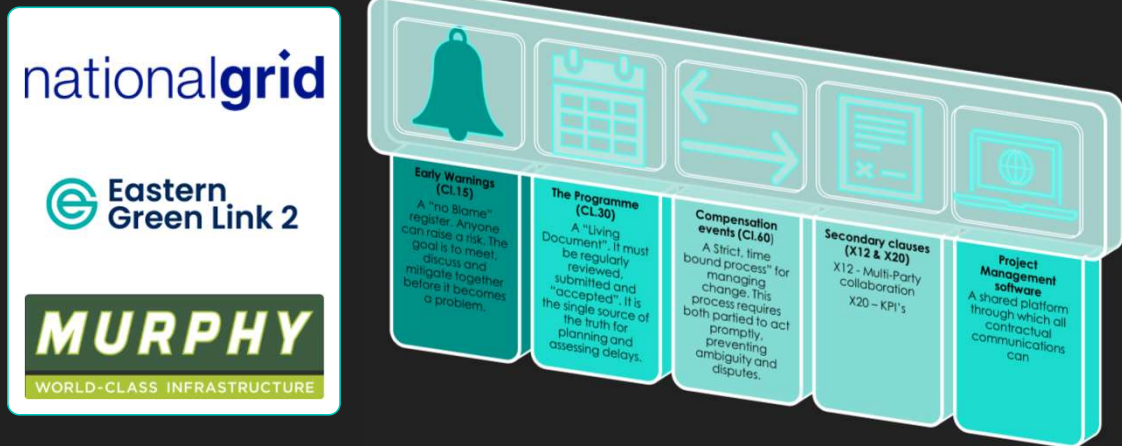 nationalgrid
Eastern
Green Link 2
MURPHY
WORLD-CLASS INFRASTRUCTURE
Early Warnings
(Cl.15)
A “no Blame”
register. Anyone
can raise a risk. The
goal is to meet,
discuss and
mitigate together
before it becomes
a problem.
The Programme
(CL.30)
A “Living
Document”. It must
be regularly
reviewed,
submitted and
“accepted”. It is
the single source of
the truth for
planning and
assessing delays.
Compensation
events (Cl.60)
A Strict, time
bound process” for
managing
change. This
process requires
both partied to act
promptly,
preventing
ambiguity and
disputes.
Secondary clauses
(X12 & X20)
X12 - Multi-Party
collaboration
X20 – KPI’s
Project
Management
software
A shared platform
through which all
contractual
communications
can